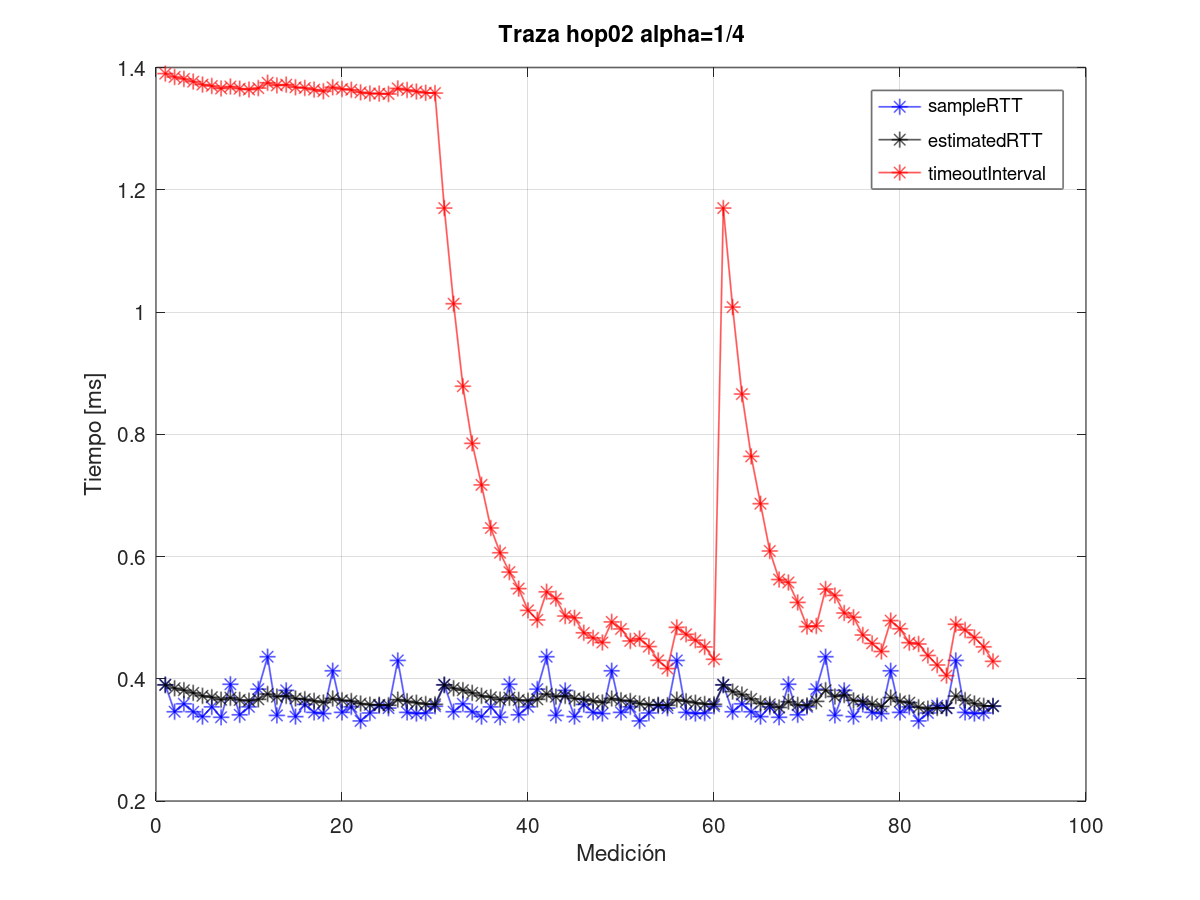 Traza hop02 alpha=1/4
sampleRTT
estimatedRTT
timeoutInterval
Tiempo [ms]
1.4
1.2
1
0.8
0.6
0.4
0.2
0 20 40 60 80 100
Medición